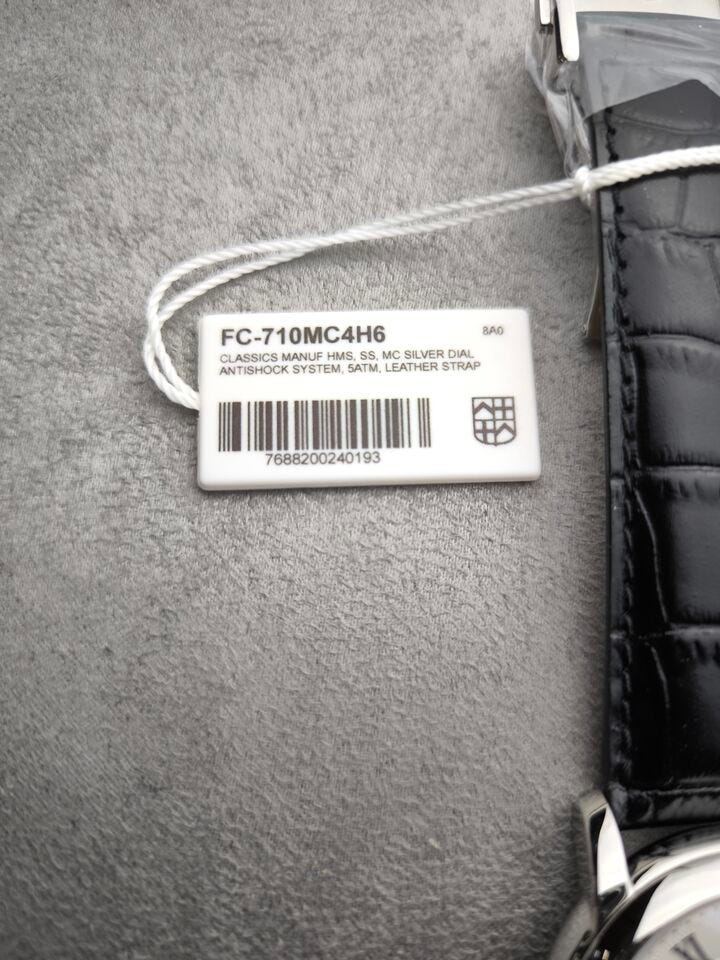 FC-710MC4H6 8A0
CLASSICS MANUF HMS, SS, MC SILVER DIAL
ANTISHOCK SYSTEM, 5ATM, LEATHER STRAP
7688200240193